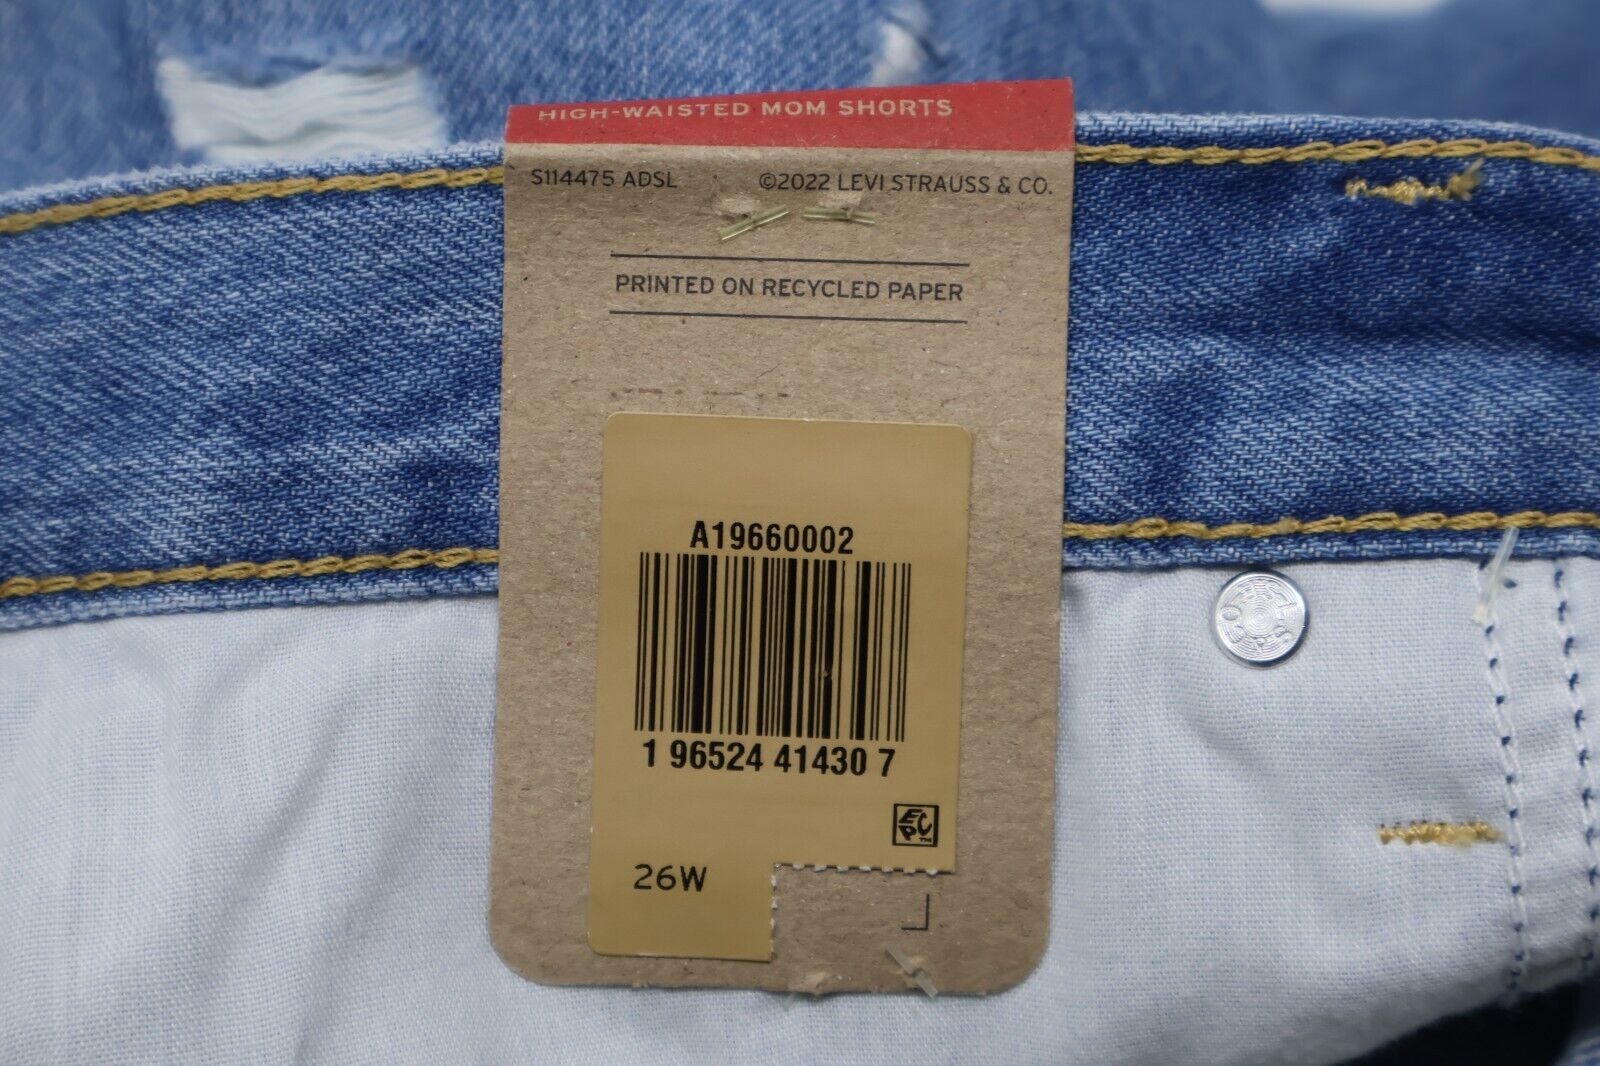 HIGH-WAISTED MOM SHORTS
S114475 ADSL ©2022 LEVI STRAUSS & CO.
PRINTED ON RECYCLED PAPER
A19660002
1 96524 41430 7
EPC™
26W